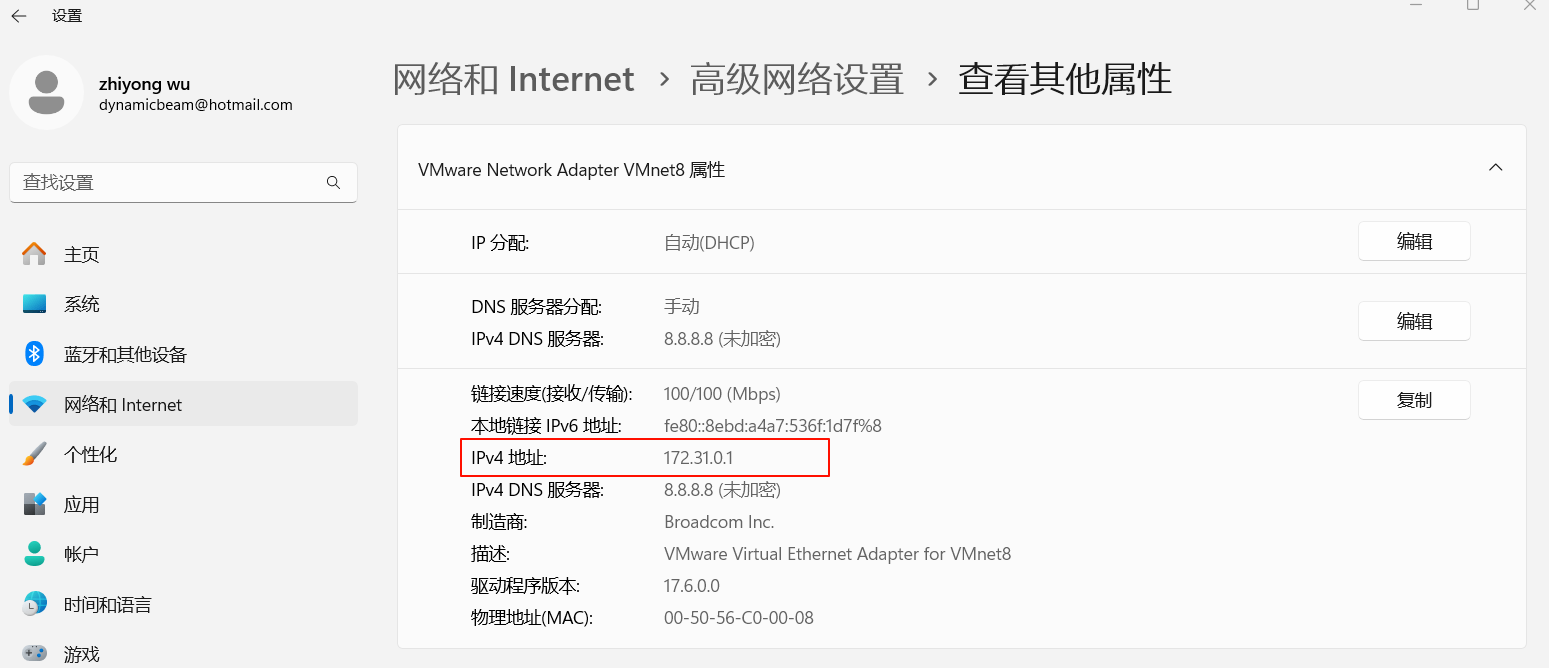 设置
zhiyong wu
dynamicbeam@hotmail.com
查找设置
主页
系统
蓝牙和其他设备
网络和 Internet
个性化
应用
帐户
时间和语言
游戏
网络和 Internet › 高级网络设置 › 查看其他属性
VMware Network Adapter VMnet8 属性
IP 分配: 自动(DHCP) 编辑
DNS 服务器分配: 手动
IPv4 DNS 服务器: 8.8.8.8 (未加密)
编辑
链接速度(接收/传输): 100/100 (Mbps) 复制
本地链接 IPv6 地址: fe80::8ebd:a4a7:536f:1d7f%8
IPv4 地址: 172.31.0.1
IPv4 DNS 服务器: 8.8.8.8 (未加密)
制造商: Broadcom Inc.
描述: VMware Virtual Ethernet Adapter for VMnet8
驱动程序版本: 17.6.0.0
物理地址(MAC): 00-50-56-C0-00-08